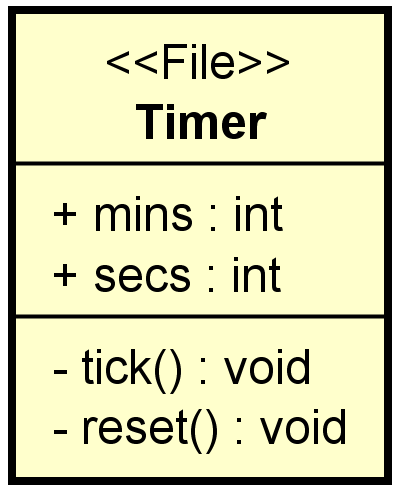 <<File>>
Timer
+ mins : int
+ secs : int
- tick() : void
- reset() : void